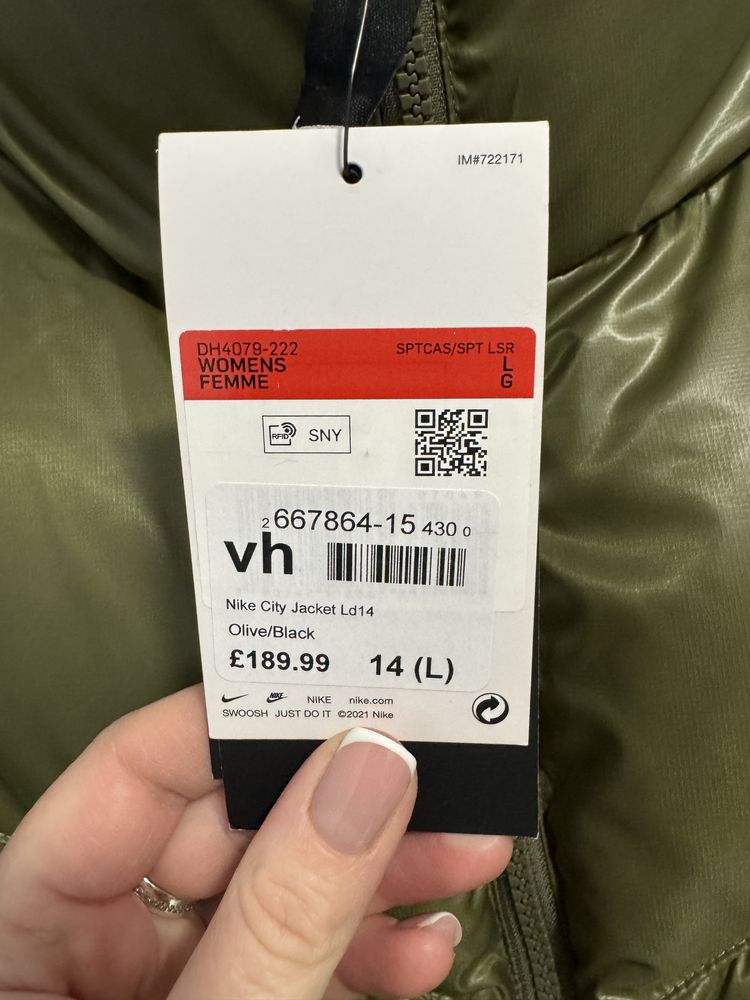 IM#722171
DH4079-222 SPTCAS/SPT LSR
WOMENS L
FEMME G
RFID SNY
2 667864-15 430 0
vh
Nike City Jacket Ld14
Olive/Black
£189.99 14 (L)
NIKE NIKE nike.com
SWOOSH JUST DO IT ©2021 Nike